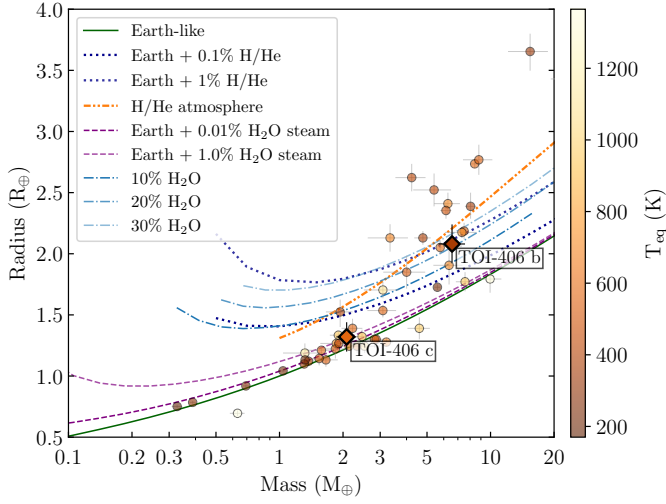 4.0
3.5
3.0
2.5
2.0
1.5
1.0
0.5
Radius (R⊕)
Earth-like
Earth + 0.1% H/He
Earth + 1% H/He
H/He atmosphere
Earth + 0.01% H₂O steam
Earth + 1.0% H₂O steam
10% H₂O
20% H₂O
30% H₂O
TOI-406 b
TOI-406 c
0.1 0.2 0.3 0.5 1 2 3 5 10 20
Mass (M⊕)
1200
1000
800
600
400
200
T_eq (K)